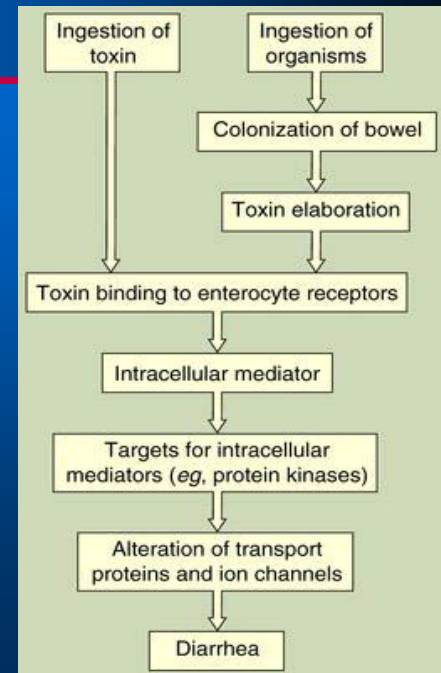 Ingestion of
toxin
Ingestion of
organisms
Colonization of bowel
Toxin elaboration
Toxin binding to enterocyte receptors
Intracellular mediator
Targets for intracellular
mediators (eg, protein kinases)
Alteration of transport
proteins and ion channels
Diarrhea